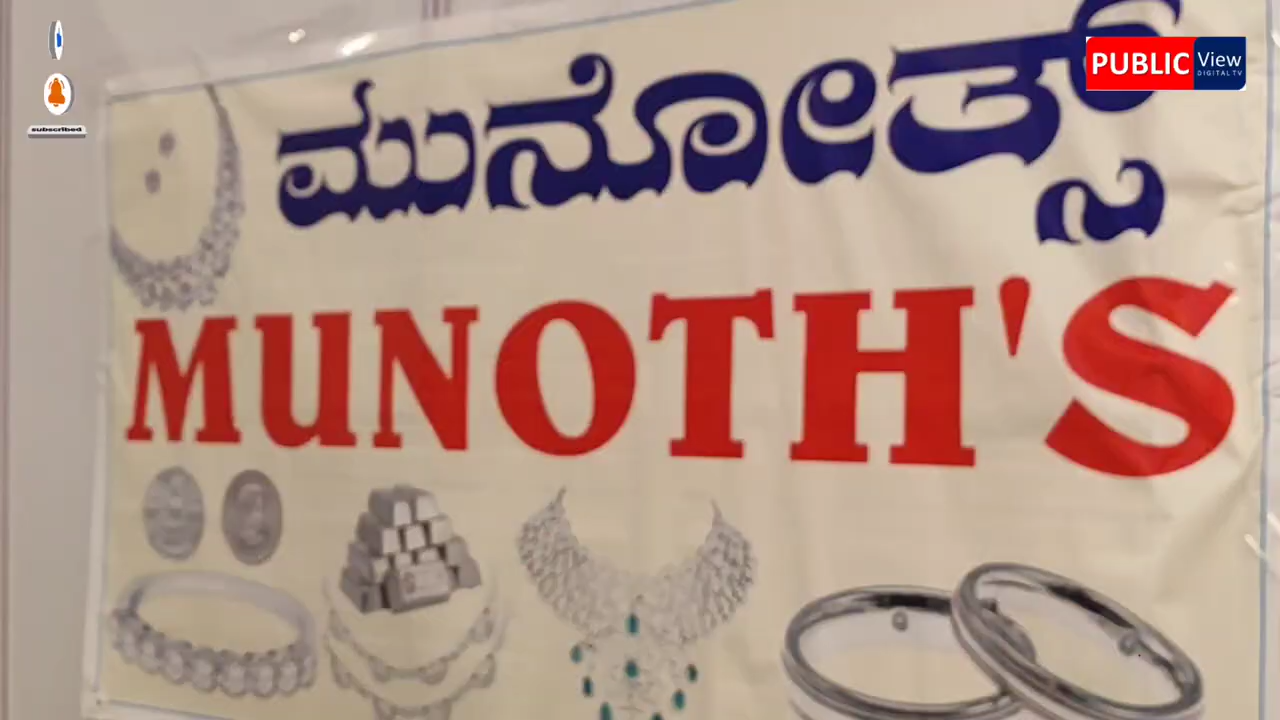 PUBLIC View
DIGITAL TV
subscribed
ಮುನೋತ್ಸ್
MUNOTH'S